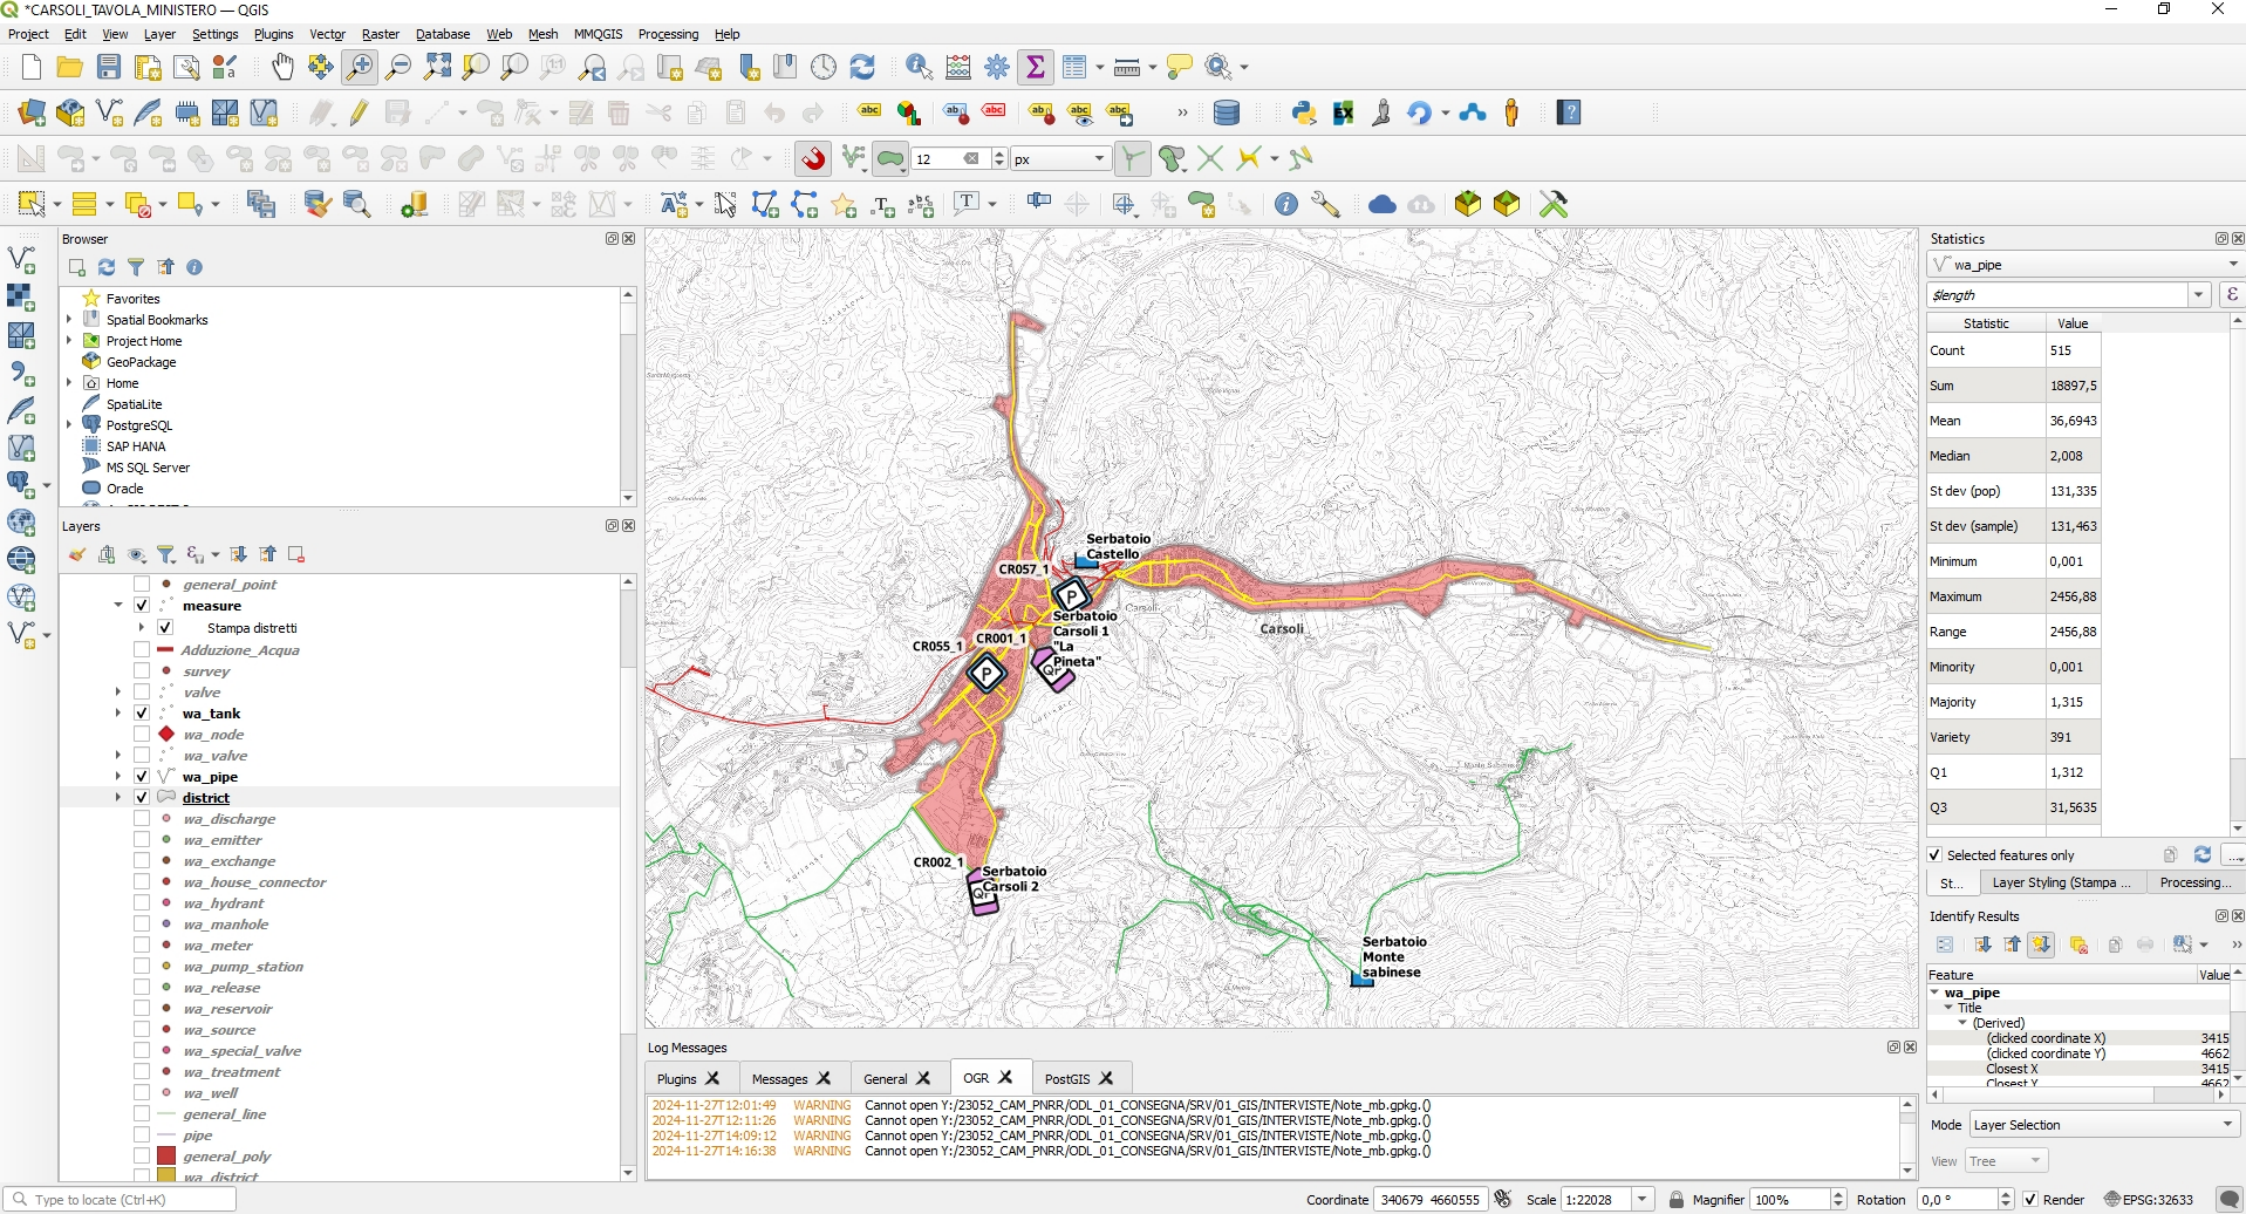 *CARSOLI_TAVOLA_MINISTERO — QGIS
Project Edit View Layer Settings Plugins Vector Raster Database Web Mesh MMQGIS Processing Help
12 px
Browser
Favorites
Spatial Bookmarks
Project Home
GeoPackage
Home
SpatiaLite
PostgreSQL
SAP HANA
MS SQL Server
Oracle
Layers
general_point
measure
Stampa distretti
Adduzione_Acqua
survey
valve
wa_tank
wa_node
wa_valve
wa_pipe
district
wa_discharge
wa_emitter
wa_exchange
wa_house_connector
wa_hydrant
wa_manhole
wa_meter
wa_pump_station
wa_release
wa_reservoir
wa_source
wa_special_valve
wa_treatment
wa_well
general_line
pipe
general_poly
wa_district
Serbatoio
Castello
CR057_1
P
Carsoli
Serbatoio
Carsoli 1
"La
Pineta"
CR001_1
CR055_1
P
Carsoli
CR002_1
Serbatoio
Carsoli 2
Serbatoio
Monte
sabinese
Log Messages
Plugins Messages General OGR PostGIS
2024-11-27T12:01:49 WARNING Cannot open Y:/23052_CAM_PNRR/ODL_01_CONSEGNA/SRV/01_GIS/INTERVISTE/Note_mb.gpkg.()
2024-11-27T12:11:26 WARNING Cannot open Y:/23052_CAM_PNRR/ODL_01_CONSEGNA/SRV/01_GIS/INTERVISTE/Note_mb.gpkg.()
2024-11-27T14:09:12 WARNING Cannot open Y:/23052_CAM_PNRR/ODL_01_CONSEGNA/SRV/01_GIS/INTERVISTE/Note_mb.gpkg.()
2024-11-27T14:16:38 WARNING Cannot open Y:/23052_CAM_PNRR/ODL_01_CONSEGNA/SRV/01_GIS/INTERVISTE/Note_mb.gpkg.()
Statistics
wa_pipe
$length
Statistic Value
Count 515
Sum 18897,5
Mean 36,6943
Median 2,008
St dev (pop) 131,335
St dev (sample) 131,463
Minimum 0,001
Maximum 2456,88
Range 2456,88
Minority 0,001
Majority 1,315
Variety 391
Q1 1,312
Q3 31,5635
Selected features only
St... Layer Styling (Stampa ... Processing...
Identify Results
Feature Value
wa_pipe
Title
(Derived)
(clicked coordinate X) 3415
(clicked coordinate Y) 4662
Closest X 3415
Closest Y 4662
Mode Layer Selection
View Tree
Type to locate (Ctrl+K) Coordinate 340679 4660555 Scale 1:22028 Magnifier 100% Rotation 0,0 ° Render EPSG:32633